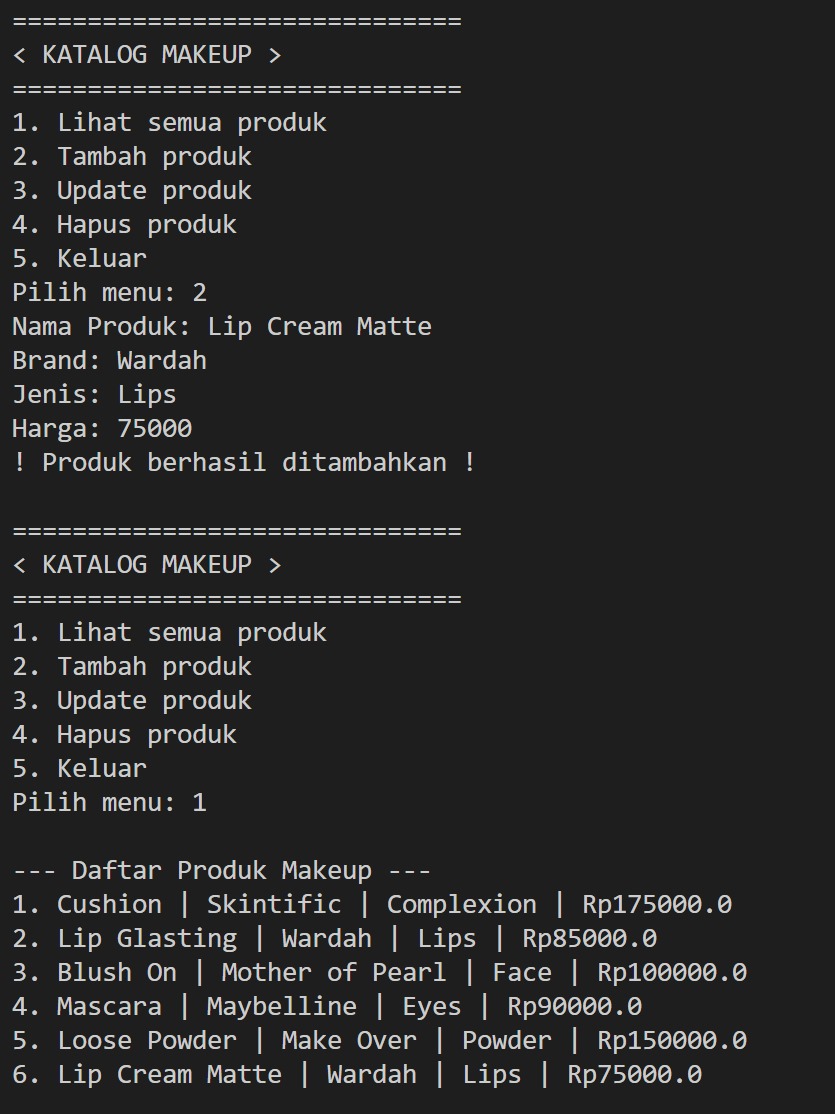 ==============================
< KATALOG MAKEUP >
==============================
1. Lihat semua produk
2. Tambah produk
3. Update produk
4. Hapus produk
5. Keluar
Pilih menu: 2
Nama Produk: Lip Cream Matte
Brand: Wardah
Jenis: Lips
Harga: 75000
! Produk berhasil ditambahkan !

==============================
< KATALOG MAKEUP >
==============================
1. Lihat semua produk
2. Tambah produk
3. Update produk
4. Hapus produk
5. Keluar
Pilih menu: 1

--- Daftar Produk Makeup ---
1. Cushion | Skintific | Complexion | Rp175000.0
2. Lip Glasting | Wardah | Lips | Rp85000.0
3. Blush On | Mother of Pearl | Face | Rp100000.0
4. Mascara | Maybelline | Eyes | Rp90000.0
5. Loose Powder | Make Over | Powder | Rp150000.0
6. Lip Cream Matte | Wardah | Lips | Rp75000.0